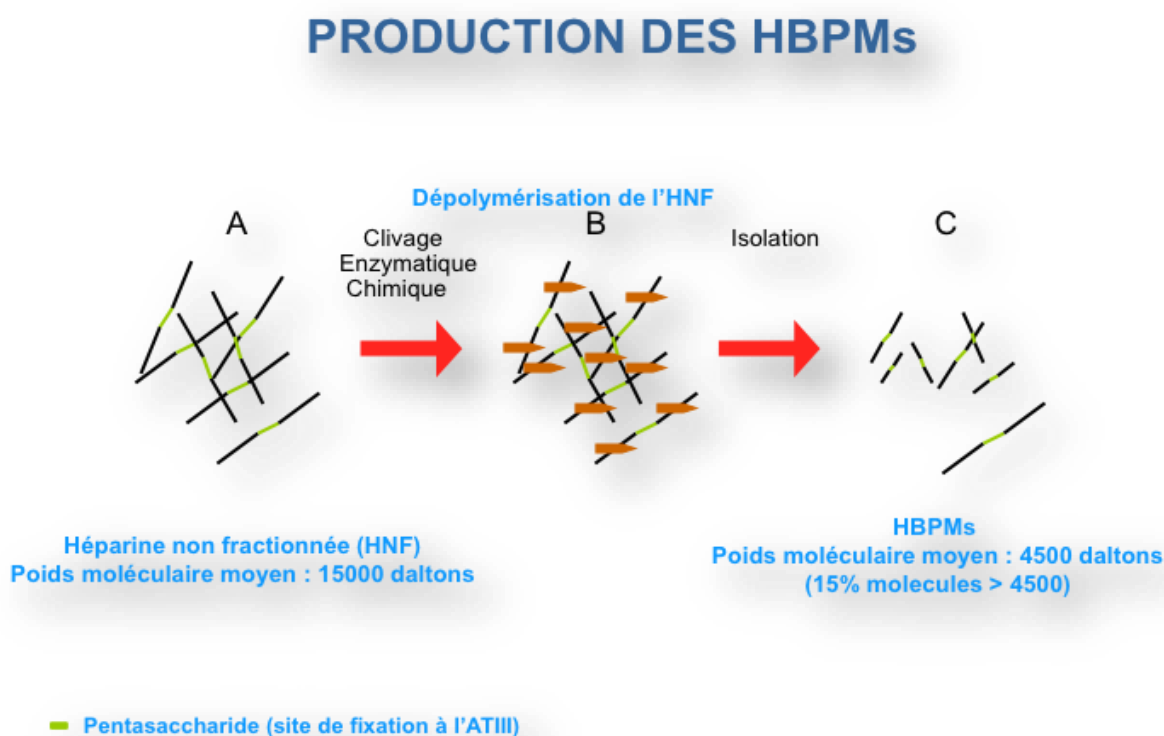 PRODUCTION DES HBPMs
Dépolymérisation de l'HNF
A
B
C
Clivage
Enzymatique
Chimique
Isolation
Héparine non fractionnée (HNF)
Poids moléculaire moyen : 15000 daltons
HBPMs
Poids moléculaire moyen : 4500 daltons
(15% molecules > 4500)
Pentasaccharide (site de fixation à l'ATIII)